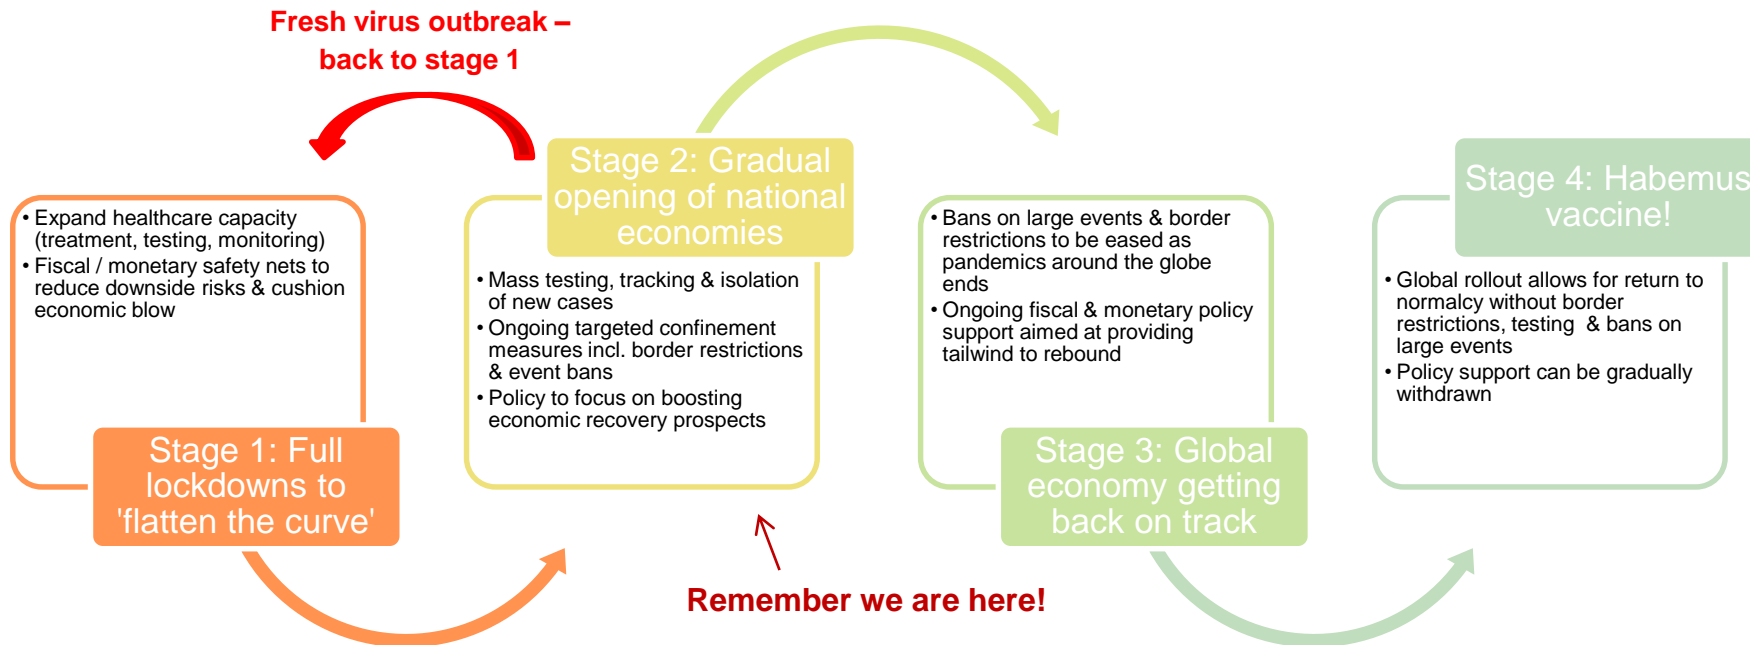 Fresh virus outbreak –
back to stage 1
• Expand healthcare capacity
(treatment, testing, monitoring)
• Fiscal / monetary safety nets to
reduce downside risks & cushion
economic blow
Stage 1: Full
lockdowns to
'flatten the curve'
Stage 2: Gradual
opening of national
economies
• Mass testing, tracking & isolation
of new cases
• Ongoing targeted confinement
measures incl. border restrictions
& event bans
• Policy to focus on boosting
economic recovery prospects
Remember we are here!
• Bans on large events & border
restrictions to be eased as
pandemics around the globe
ends
• Ongoing fiscal & monetary policy
support aimed at providing
tailwind to rebound
Stage 3: Global
economy getting
back on track
Stage 4: Habemus
vaccine!
• Global rollout allows for return to
normalcy without border
restrictions, testing & bans on
large events
• Policy support can be gradually
withdrawn